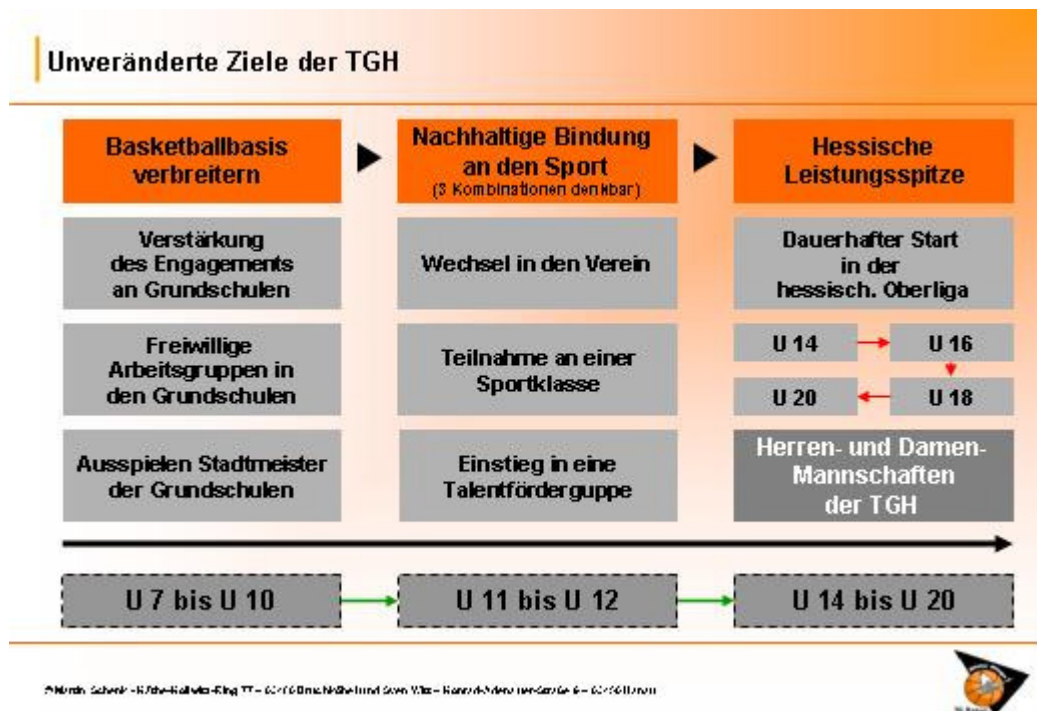 Unveränderte Ziele der TGH
Basketballbasis
verbreitern
Nachhaltige Bindung
an den Sport
(3 Kombinationen denkbar)
Hessische
Leistungsspitze
Verstärkung
des Engagements
an Grundschulen
Wechsel in den Verein
Dauerhafter Start
in der
hessisch. Oberliga
Freiwillige
Arbeitsgruppen in
den Grundschulen
Teilnahme an einer
Sportklasse
U 14
U 16
U 20
U 18
Ausspielen Stadtmeister
der Grundschulen
Einstieg in eine
Talentfördergruppe
Herren- und Damen-
Mannschaften
der TGH
U 7 bis U 10
U 11 bis U 12
U 14 bis U 20